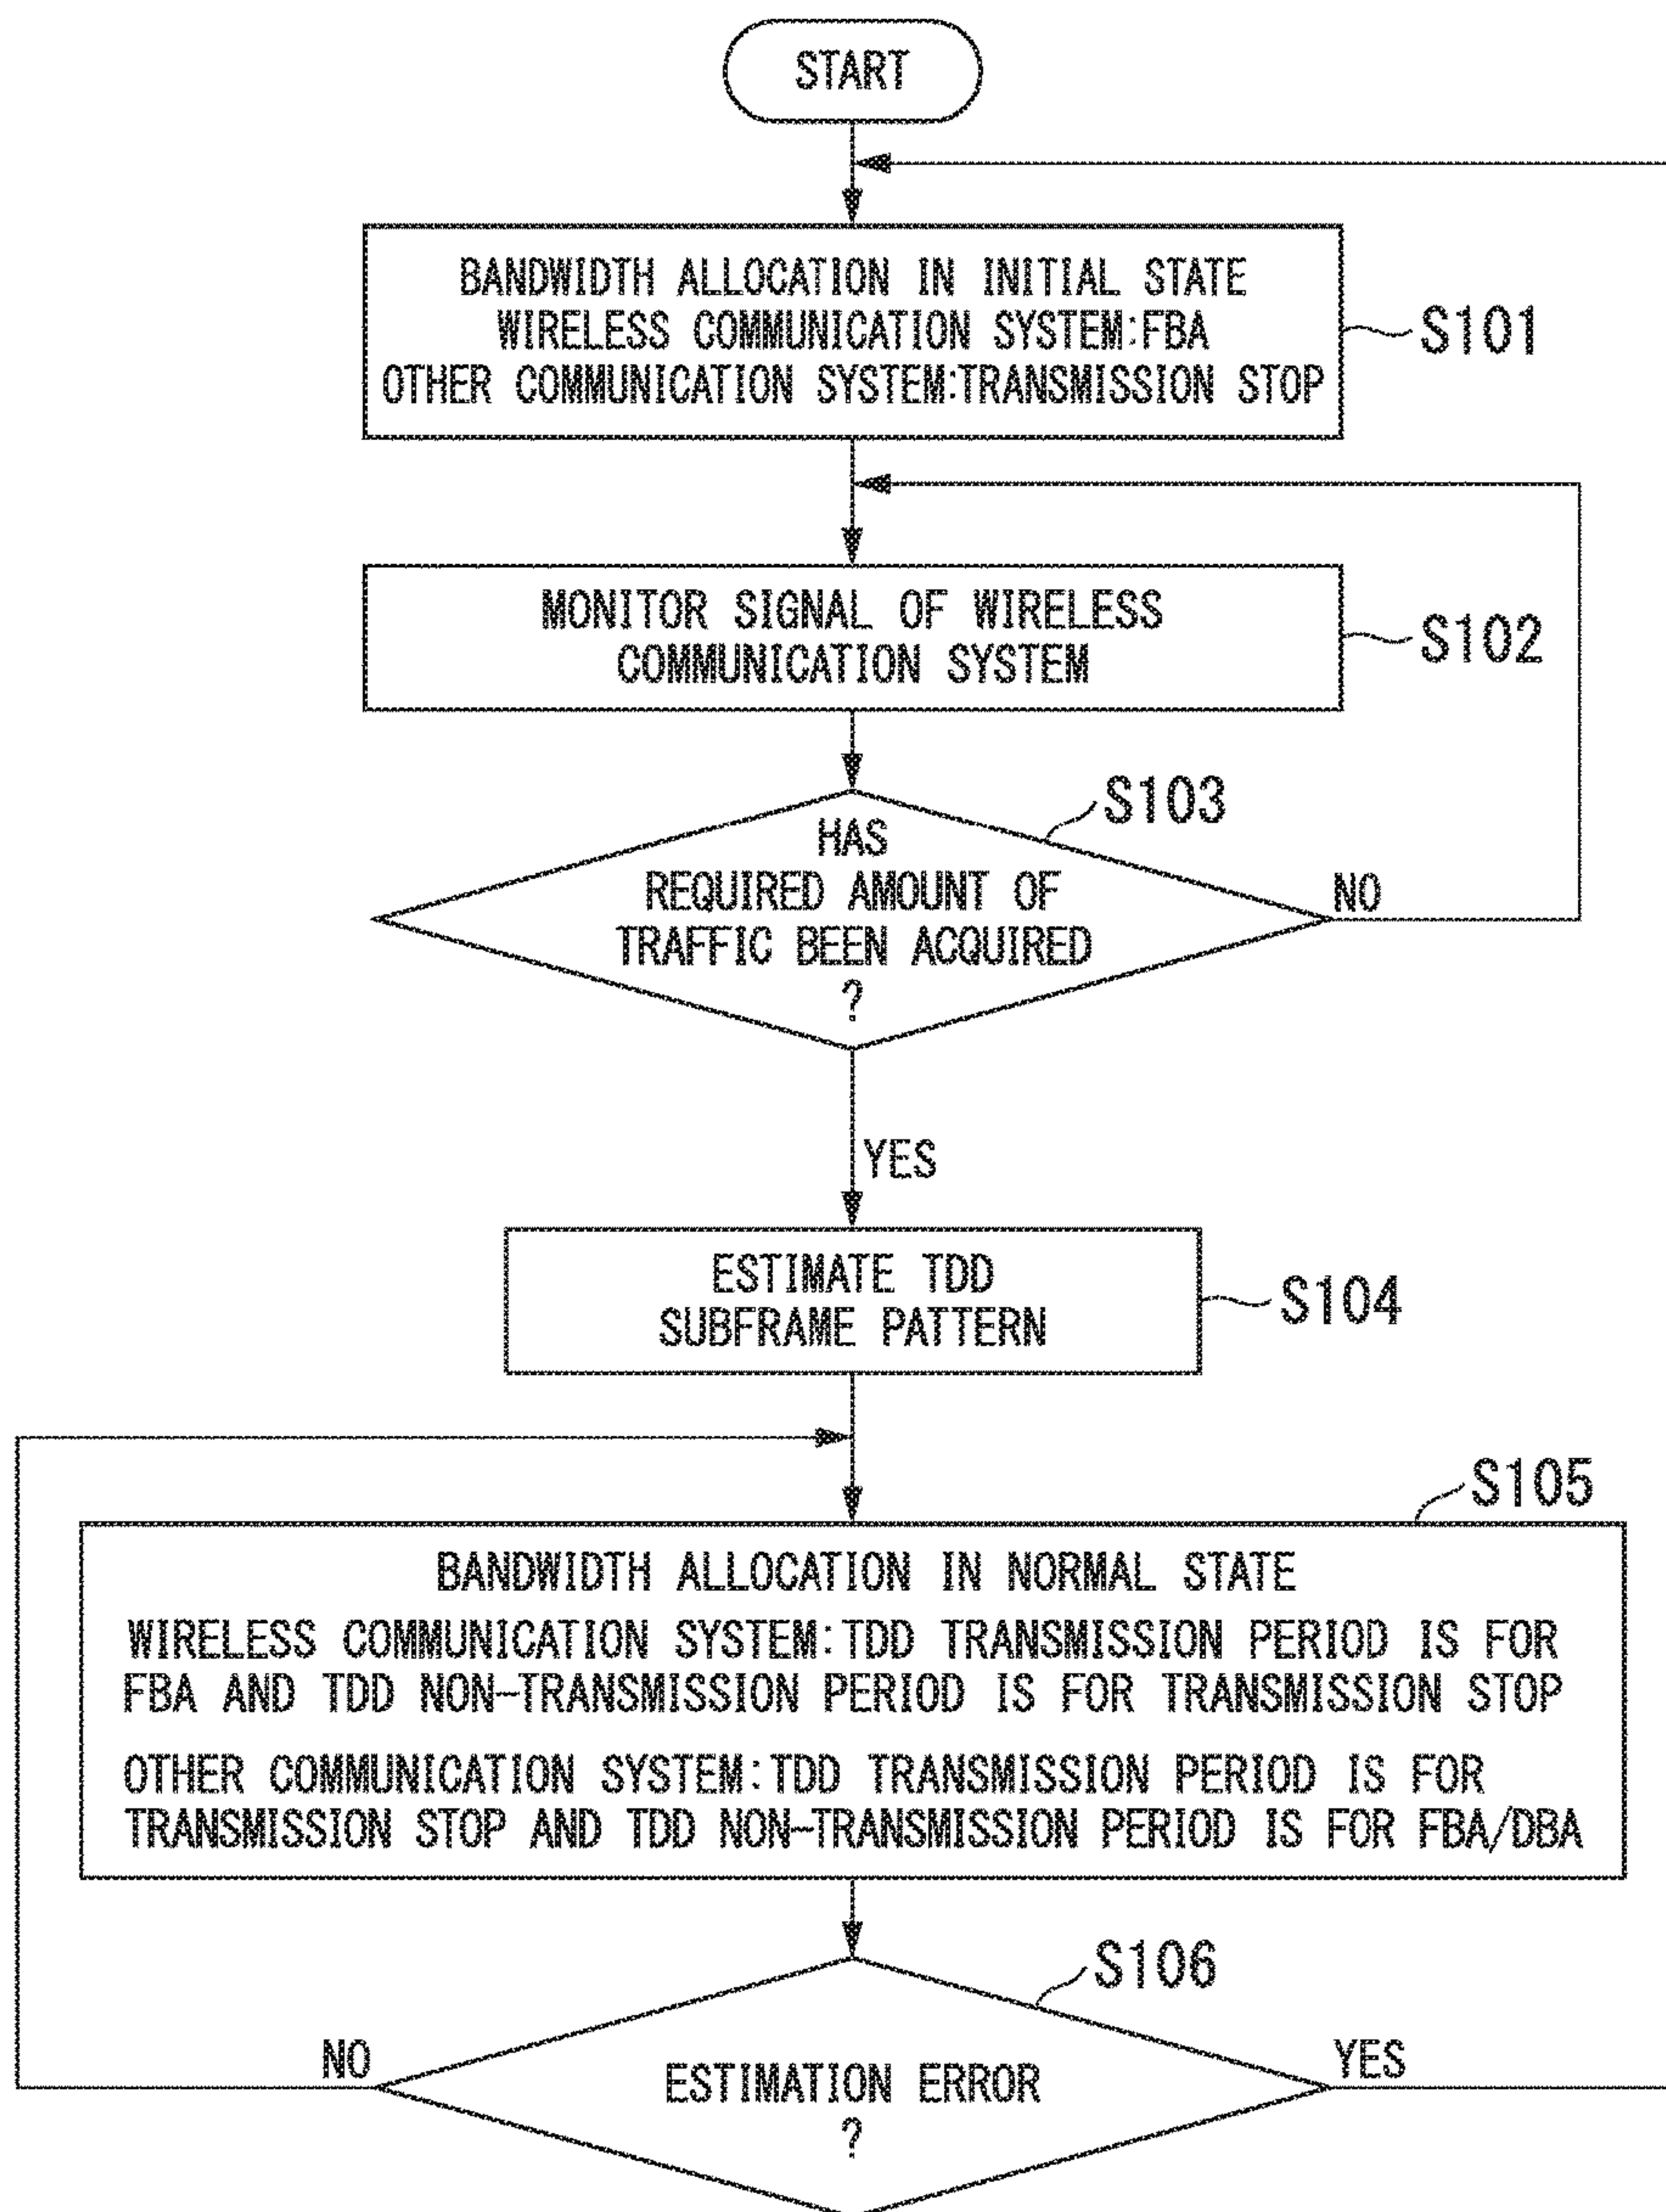 START
BANDWIDTH ALLOCATION IN INITIAL STATE
WIRELESS COMMUNICATION SYSTEM:FBA
OTHER COMMUNICATION SYSTEM:TRANSMISSION STOP
S101
MONITOR SIGNAL OF WIRELESS
COMMUNICATION SYSTEM
S102
S103
HAS
REQUIRED AMOUNT OF
TRAFFIC BEEN ACQUIRED
?
NO
YES
ESTIMATE TDD
SUBFRAME PATTERN
S104
S105
BANDWIDTH ALLOCATION IN NORMAL STATE
WIRELESS COMMUNICATION SYSTEM:TDD TRANSMISSION PERIOD IS FOR
FBA AND TDD NON-TRANSMISSION PERIOD IS FOR TRANSMISSION STOP
OTHER COMMUNICATION SYSTEM:TDD TRANSMISSION PERIOD IS FOR
TRANSMISSION STOP AND TDD NON-TRANSMISSION PERIOD IS FOR FBA/DBA
S106
NO
ESTIMATION ERROR
?
YES